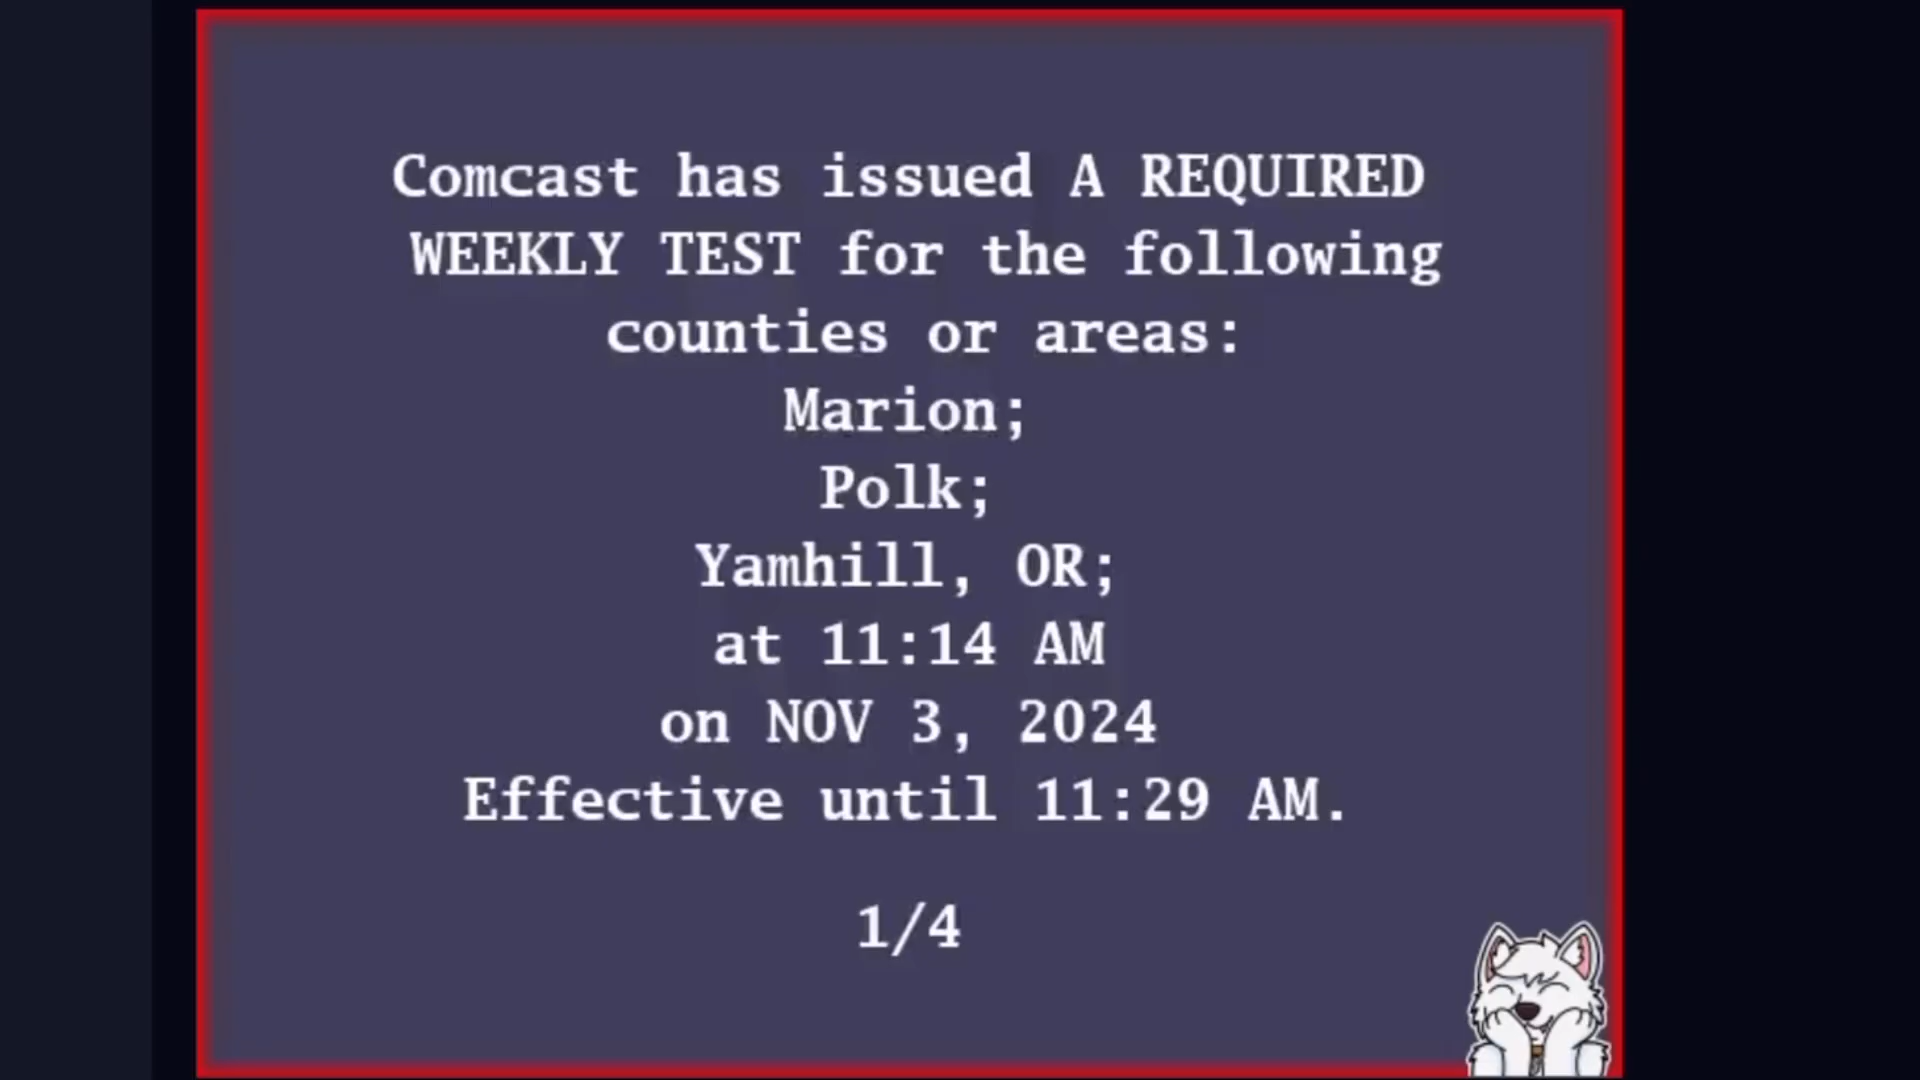 Comcast has issued A REQUIRED
WEEKLY TEST for the following
counties or areas:
Marion;
Polk;
Yamhill, OR;
at 11:14 AM
on NOV 3, 2024
Effective until 11:29 AM.
1/4